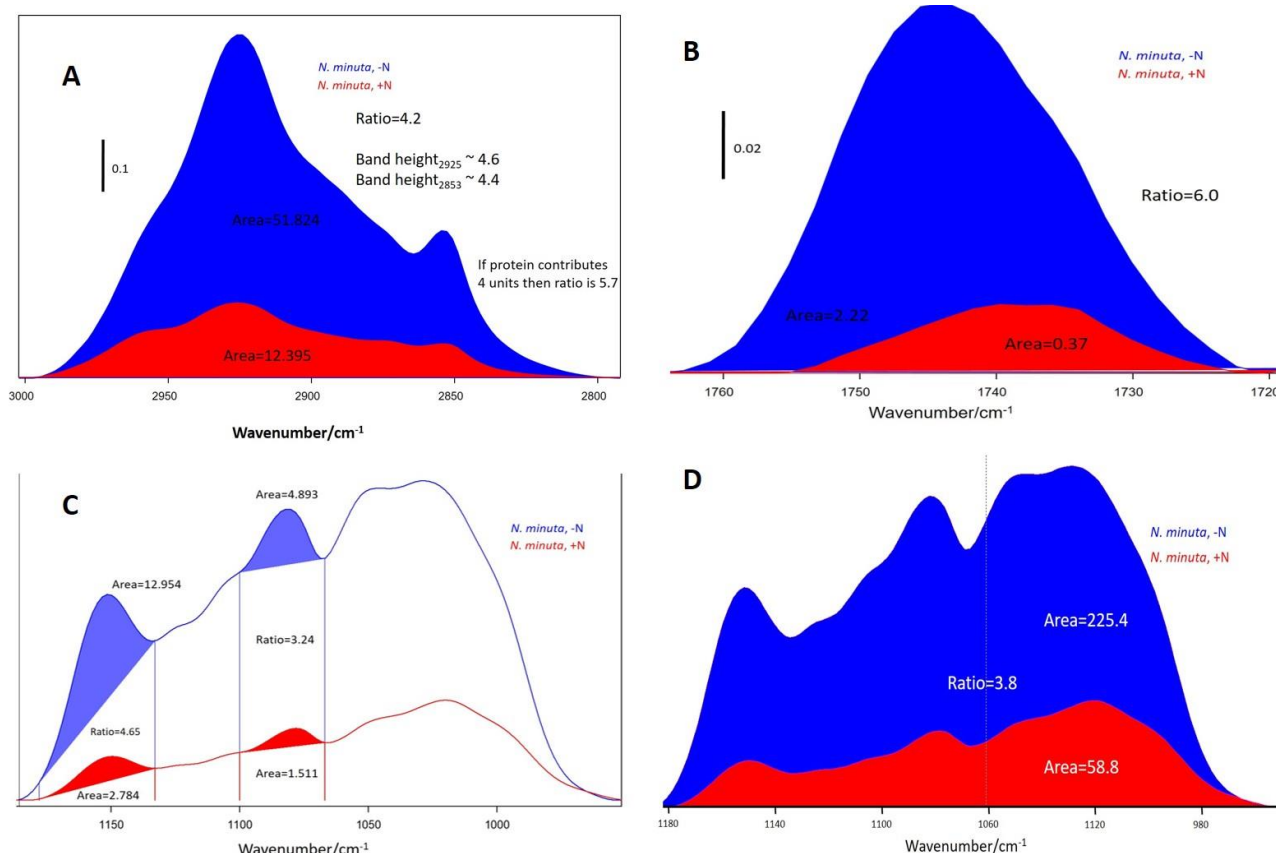 A
N. minuta, -N
N. minuta, +N
Ratio=4.2
0.1
Band height2925 ~ 4.6
Band height2853 ~ 4.4
Area=51.824
If protein contributes
4 units then ratio is 5.7
Area=12.395
3000 2950 2900 2850 2800
Wavenumber/cm-1
B
N. minuta, -N
N. minuta, +N
0.02
Ratio=6.0
Area=2.22
Area=0.37
1760 1750 1740 1730 1720
Wavenumber/cm-1
C
Area=4.893
N. minuta, -N
N. minuta, +N
Area=12.954
Ratio=3.24
Ratio=4.65
Area=1.511
Area=2.784
1150 1100 1050 1000
Wavenumber/cm-1
D
N. minuta, -N
N. minuta, +N
Area=225.4
Ratio=3.8
Area=58.8
1180 1140 1100 1060 1120 980
Wavenumber/cm-1